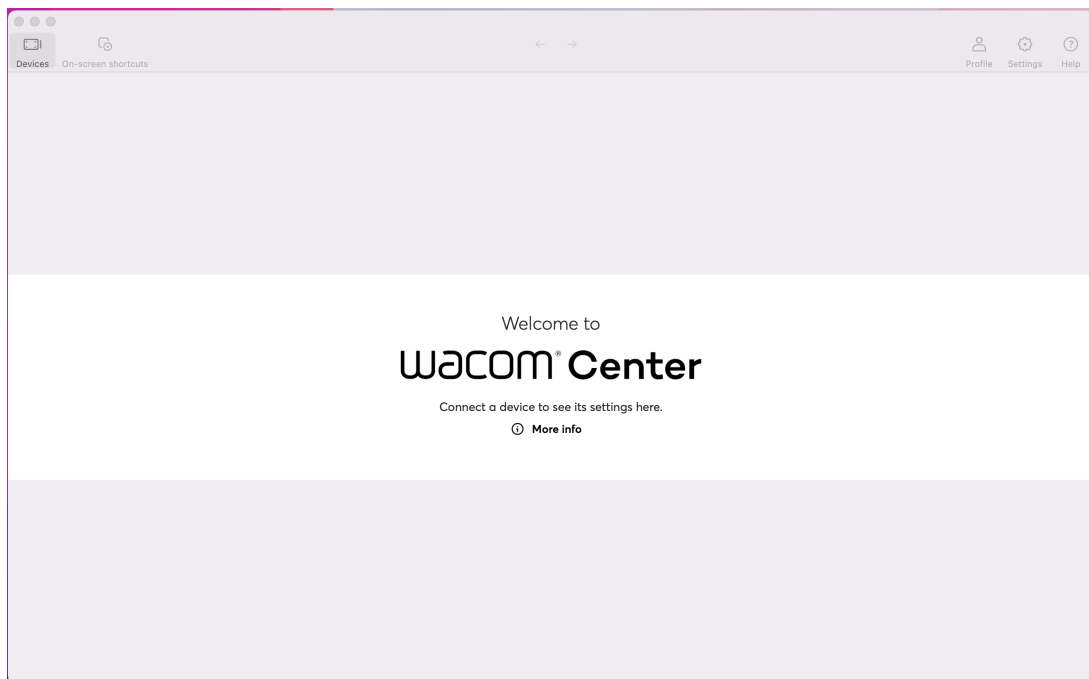 Devices On-screen shortcuts
Profile Settings Help
Welcome to
wacom® Center
Connect a device to see its settings here.
More info